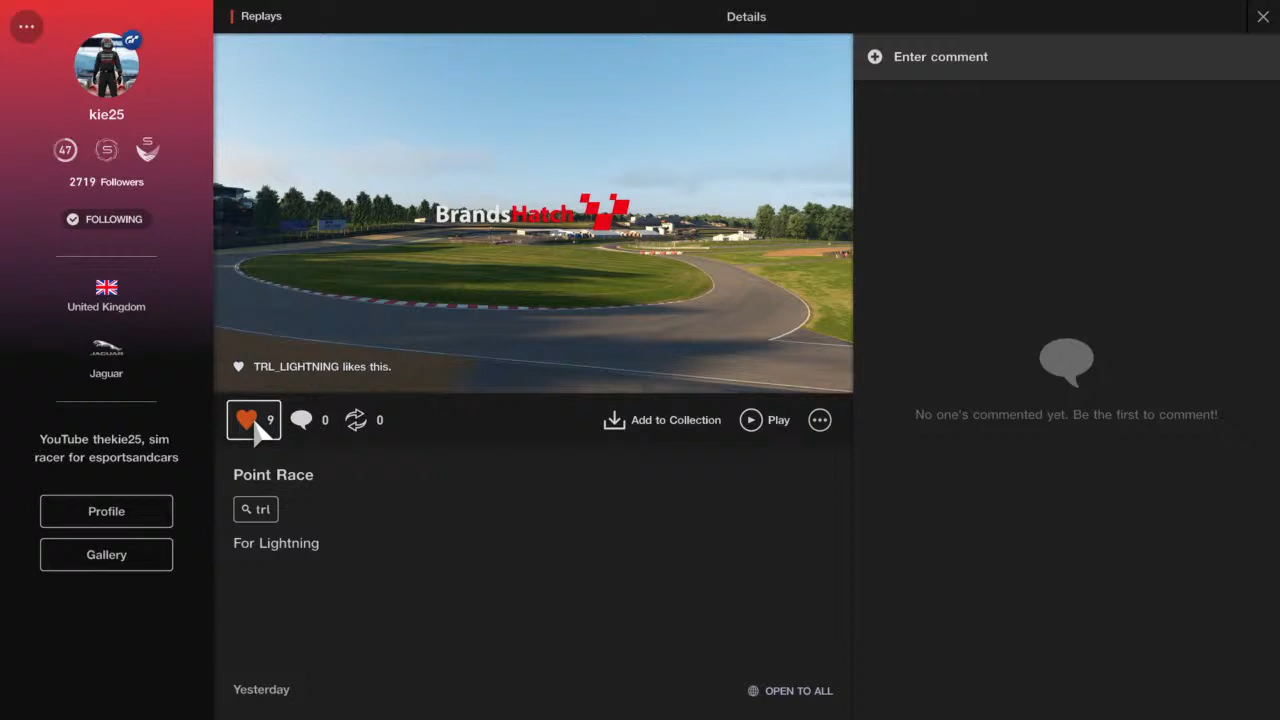 Replays
Details
kie25
47
S
S
2719 Followers
FOLLOWING
United Kingdom
JAGUAR
Jaguar
YouTube thekie25, sim
racer for esportsandcars
Profile
Gallery
BrandsHatch
TRL_LIGHTNING likes this.
9
0
0
Add to Collection
Play
Point Race
trl
For Lightning
Yesterday
OPEN TO ALL
Enter comment
No one's commented yet. Be the first to comment!